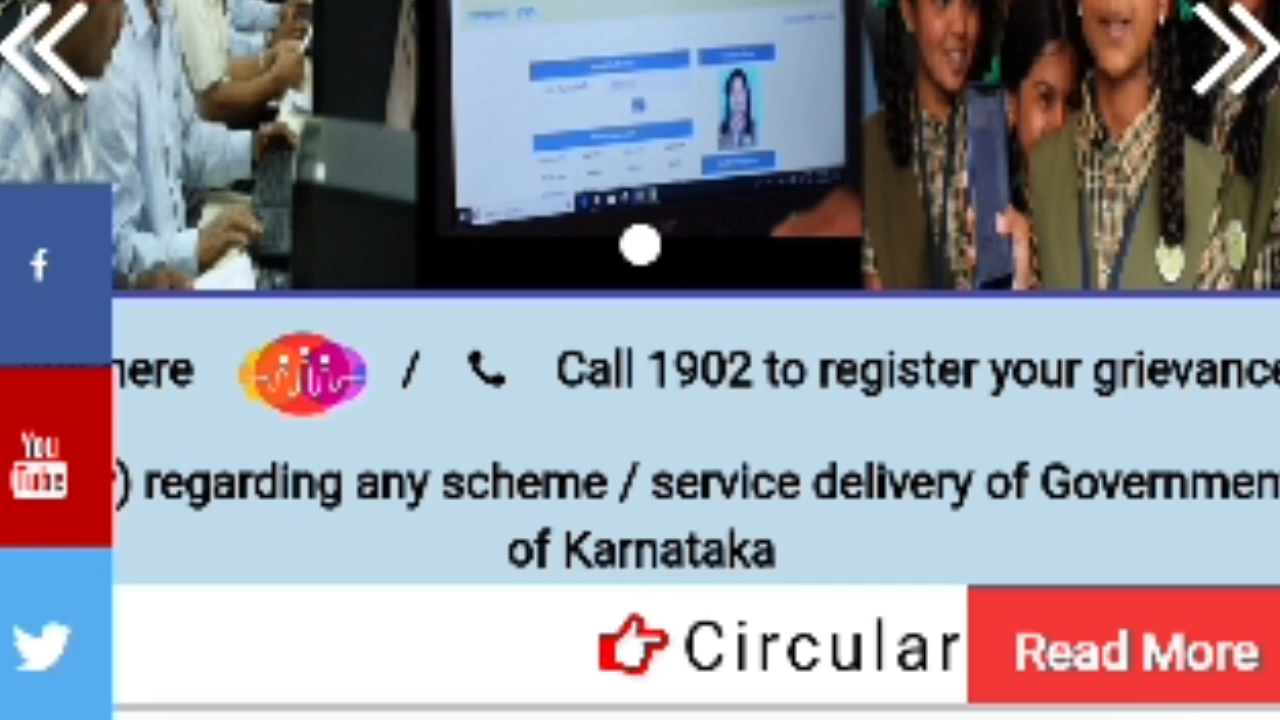 f
here / Call 1902 to register your grievance
You
Tube
) regarding any scheme / service delivery of Governmen
of Karnataka
Circular
Read More